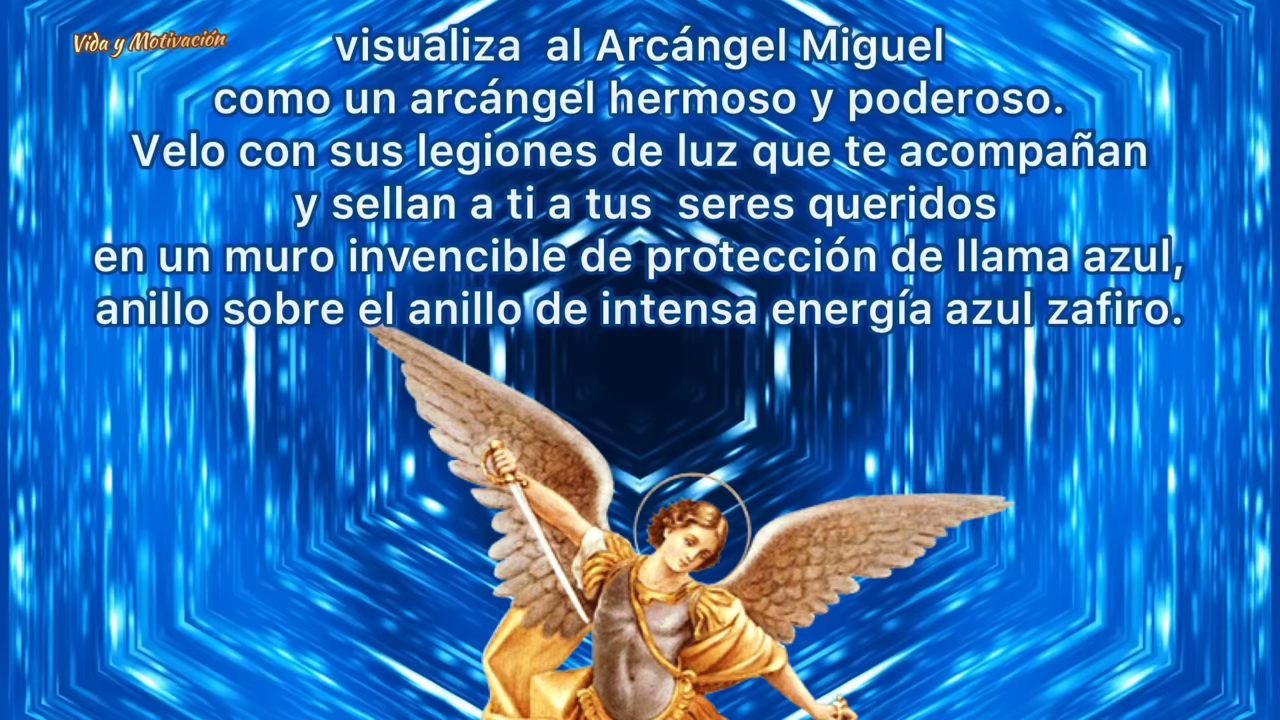 Vida y Motivación
visualiza al Arcángel Miguel
como un arcángel hermoso y poderoso.
Velo con sus legiones de luz que te acompañan
y sellan a ti a tus seres queridos
en un muro invencible de protección de llama azul,
anillo sobre el anillo de intensa energía azul zafiro.